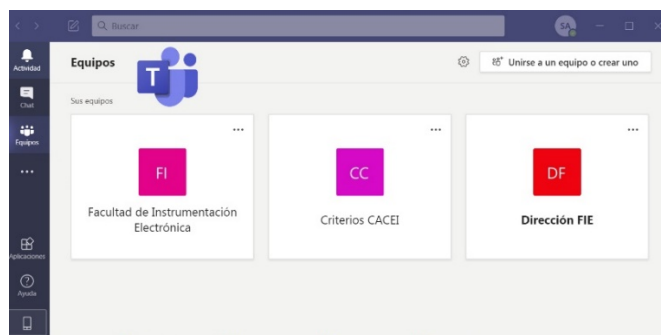 Buscar
SA
Actividad
Chat
Equipos
Aplicaciones
Ayuda
Equipos
T
Unirse a un equipo o crear uno
Sus equipos
FI
Facultad de Instrumentación
Electrónica
CC
Criterios CACEI
DF
Dirección FIE